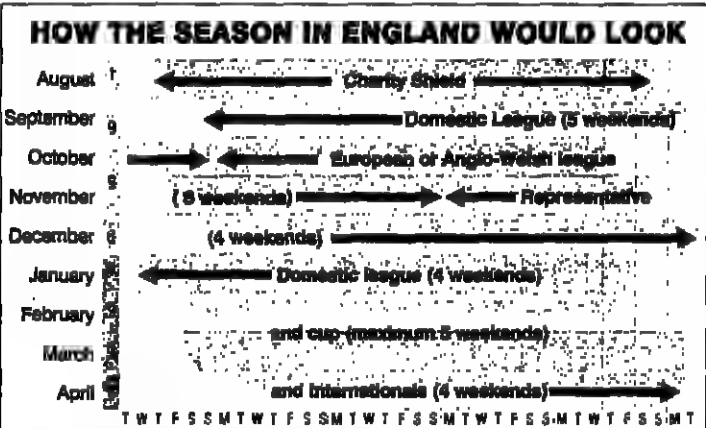 HOW THE SEASON IN ENGLAND WOULD LOOK
August Charity Shield
September Domestic League (5 weekends)
October European or Anglo-Welsh league
November (8 weekends) Representative
December (4 weekends)
January Domestic league (4 weekends)
February
and cup (maximum 5 weekends)
March
April and Internationals (4 weekends)
T W T F S S M T W T F S S M T W T F S S M T W T F S S M T W T F S S M T